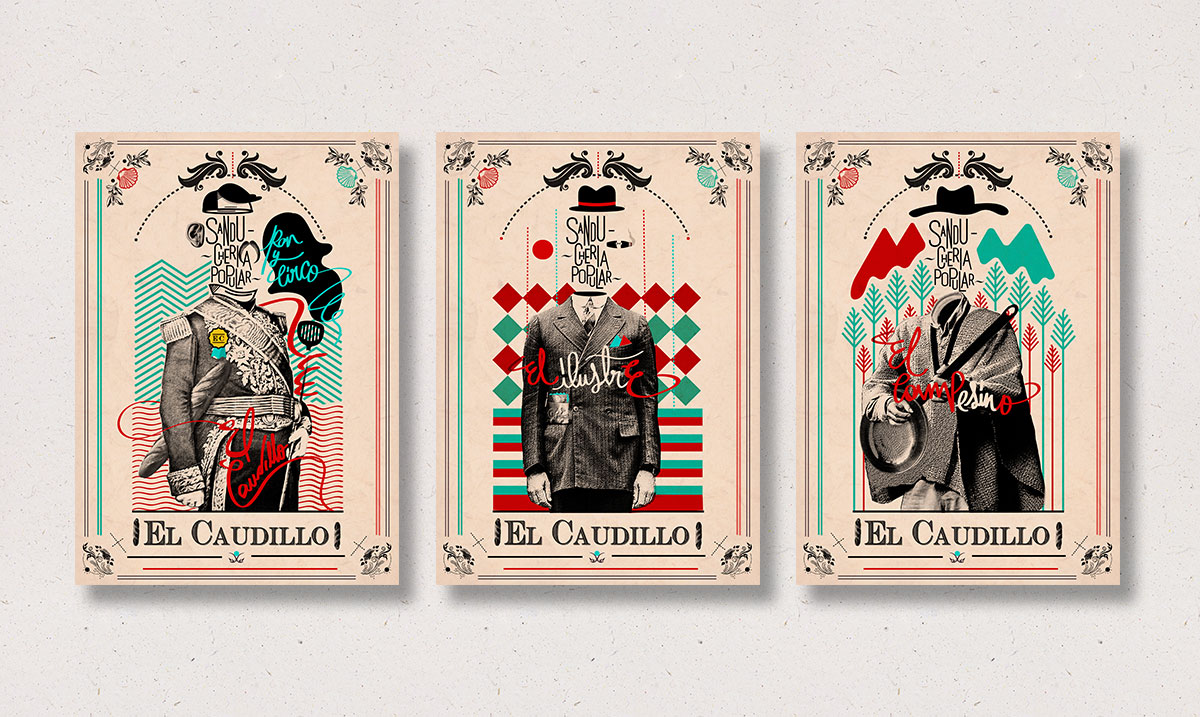 SANDU -
CHERIA
POPULAR ~
y
circo
EC
El
Caudillo
EL CAUDILLO
SANDU -
~ CHERIA
POPULAR ~
El ilustrE
EL CAUDILLO
SANDU -
~ CHERIA
POPULAR ~
El
Campesino
EL CAUDILLO